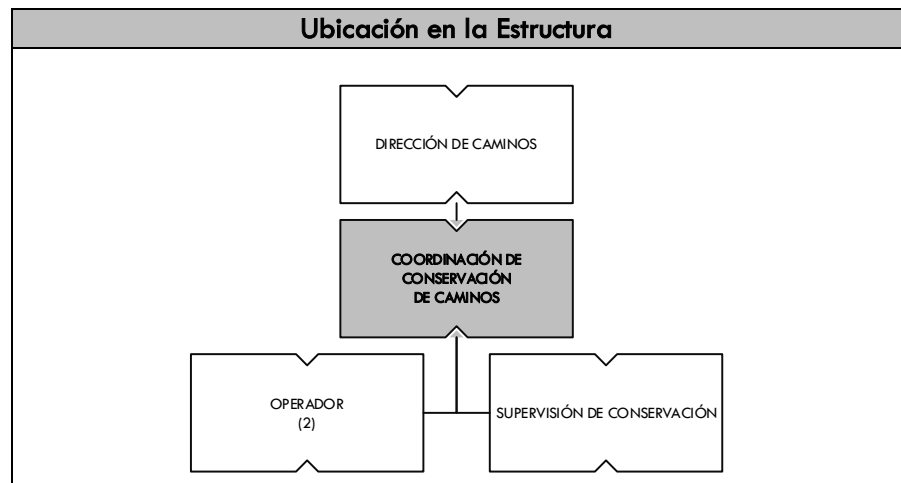 Ubicación en la Estructura
DIRECCIÓN DE CAMINOS
COORDINACIÓN DE
CONSERVACIÓN
DE CAMINOS
OPERADOR
(2)
SUPERVISIÓN DE CONSERVACIÓN